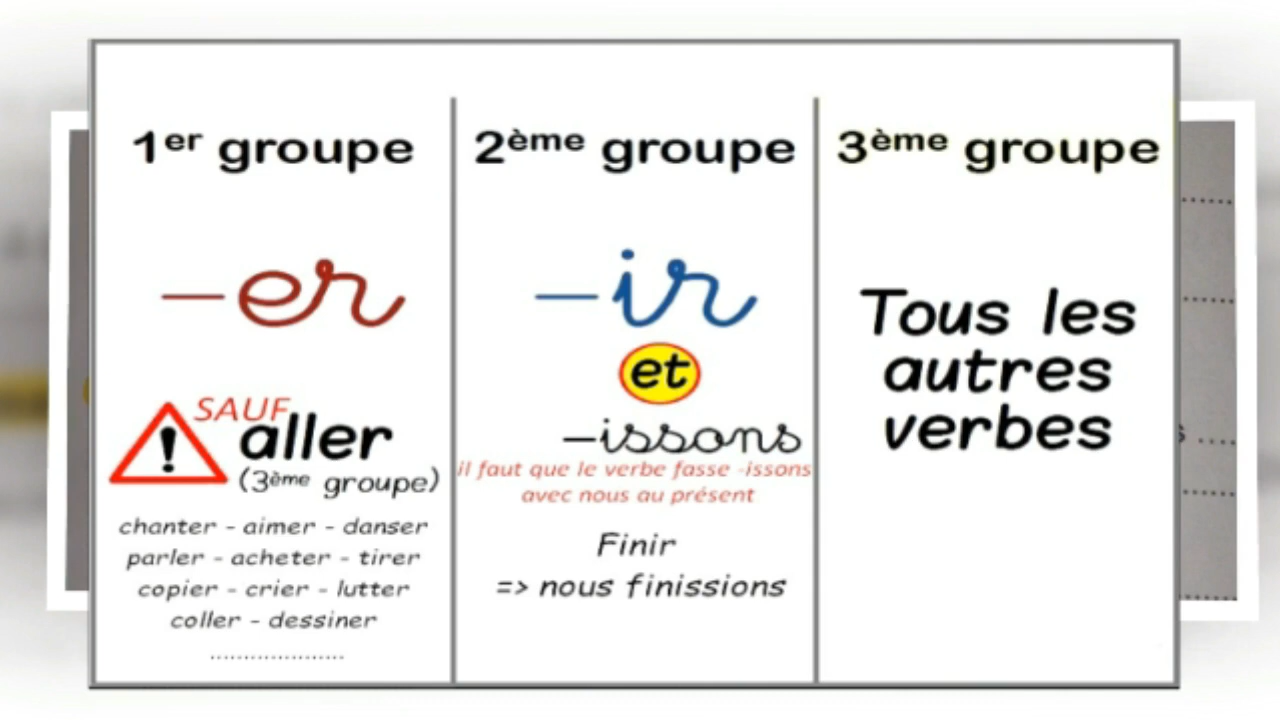 1er groupe
-er
SAUF
aller
(3ème groupe)
chanter - aimer - danser
parler - acheter - tirer
copier - crier - lutter
coller - dessiner
....................
2ème groupe
-ir
et
-issons
il faut que le verbe fasse -issons
avec nous au présent
Finir
=> nous finissions
3ème groupe
Tous les
autres
verbes